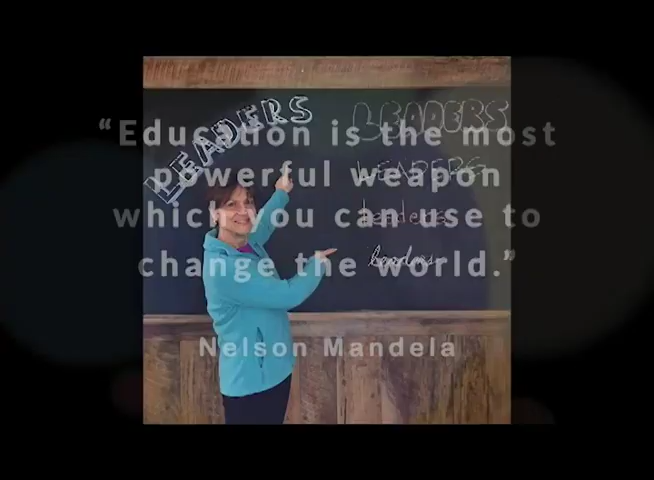 LEADERS LEADERS
“Education is the most
powerful weapon
LEADERS
which you can use to
Leaders
change the world.”
leaders
Nelson Mandela